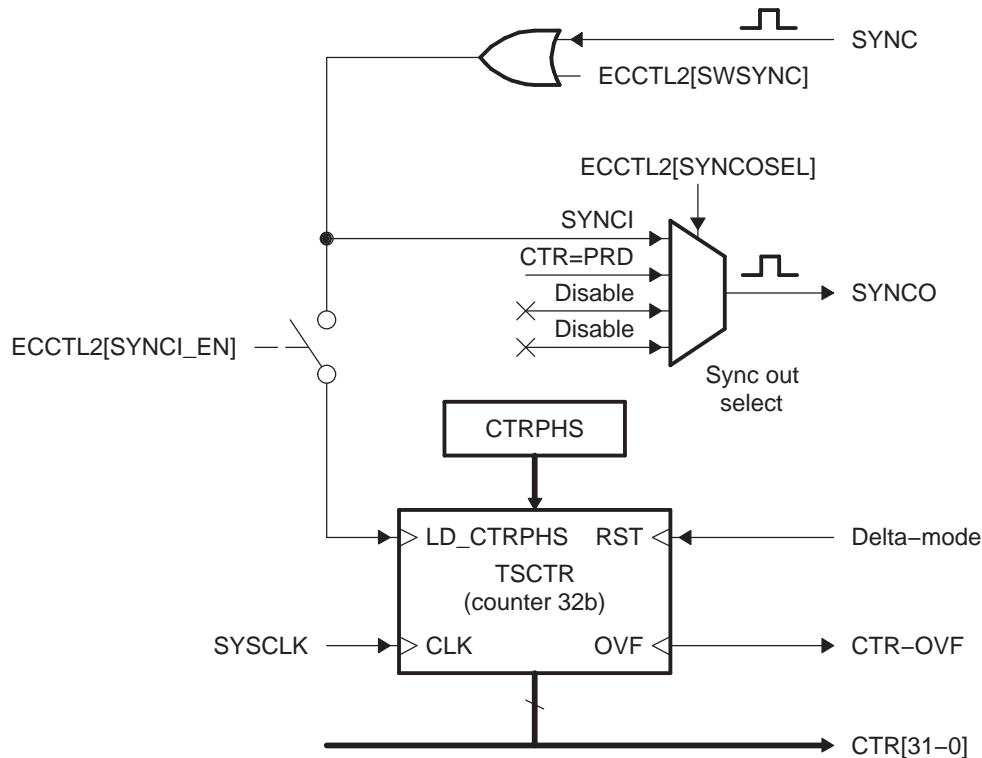 SYNC
ECCTL2[SWSYNC]
ECCTL2[SYNCOSEL]
SYNCI
CTR=PRD
Disable
Disable
SYNCO
ECCTL2[SYNCI_EN]
Sync out
select
CTRPHS
LD_CTRPHS
RST
Delta−mode
TSCTR
(counter 32b)
SYSCLK
CLK
OVF
CTR−OVF
CTR[31−0]